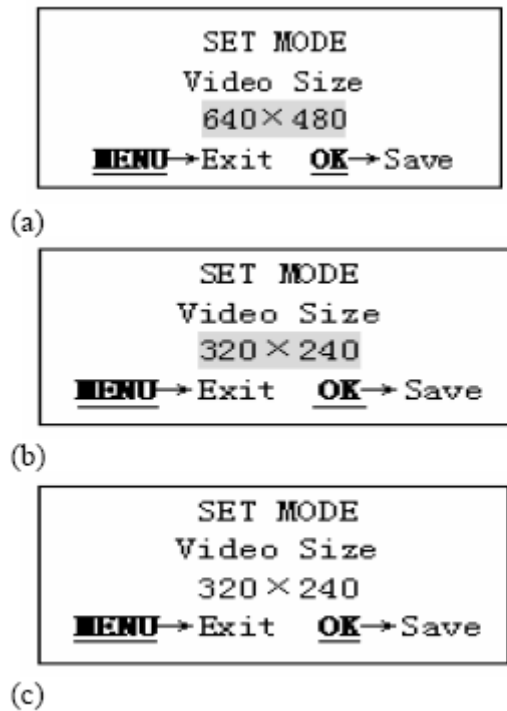 SET MODE
Video Size
640×480
MENU→Exit OK→Save
(a)
SET MODE
Video Size
320×240
MENU→Exit OK→Save
(b)
SET MODE
Video Size
320×240
MENU→Exit OK→Save
(c)